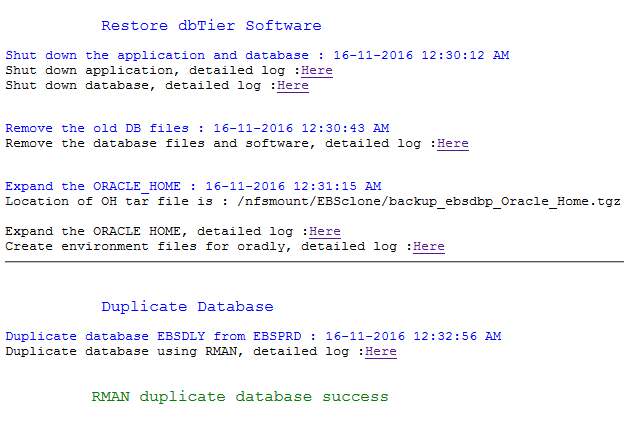 Restore dbTier Software
Shut down the application and database : 16-11-2016 12:30:12 AM
Shut down application, detailed log :Here
Shut down database, detailed log :Here
Remove the old DB files : 16-11-2016 12:30:43 AM
Remove the database files and software, detailed log :Here
Expand the ORACLE_HOME : 16-11-2016 12:31:15 AM
Location of OH tar file is : /nfsmount/EBSclone/backup_ebsdbp_Oracle_Home.tgz
Expand the ORACLE HOME, detailed log :Here
Create environment files for oradly, detailed log :Here
Duplicate Database
Duplicate database EBSDLY from EBSPRD : 16-11-2016 12:32:56 AM
Duplicate database using RMAN, detailed log :Here
RMAN duplicate database success